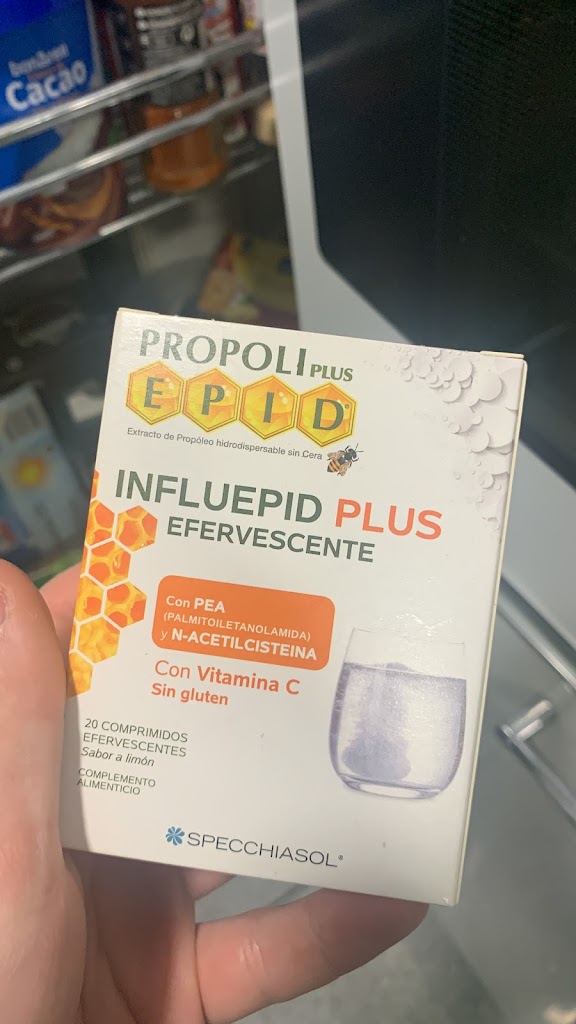 Cacao
PROPOLI PLUS
EPID®
Extracto de Propóleo hidrodispersable sin Cera
INFLUEPID PLUS
EFERVESCENTE
Con PEA
(PALMITOILETANOLAMIDA)
y N-ACETILCISTEINA
Con Vitamina C
Sin gluten
20 COMPRIMIDOS
EFERVESCENTES
Sabor a limón
COMPLEMENTO
ALIMENTICIO
SPECCHIASOL®